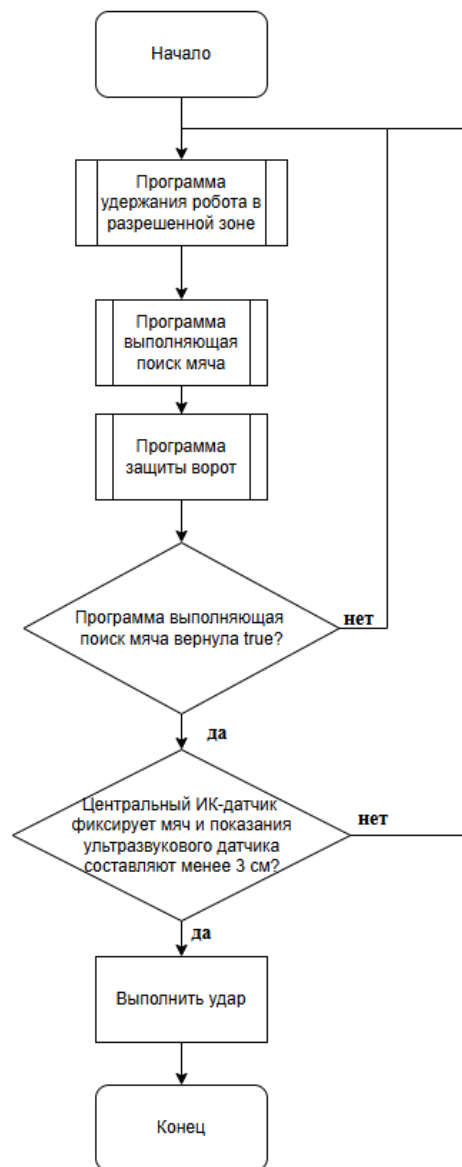 Начало
Программа
удержания робота в
разрешенной зоне
Программа
выполняющая
поиск мяча
Программа
защиты ворот
Программа выполняющая
поиск мяча вернула true?
нет
да
Центральный ИК-датчик
фиксирует мяч и показания
ультразвукового датчика
составляют менее 3 см?
нет
да
Выполнить удар
Конец